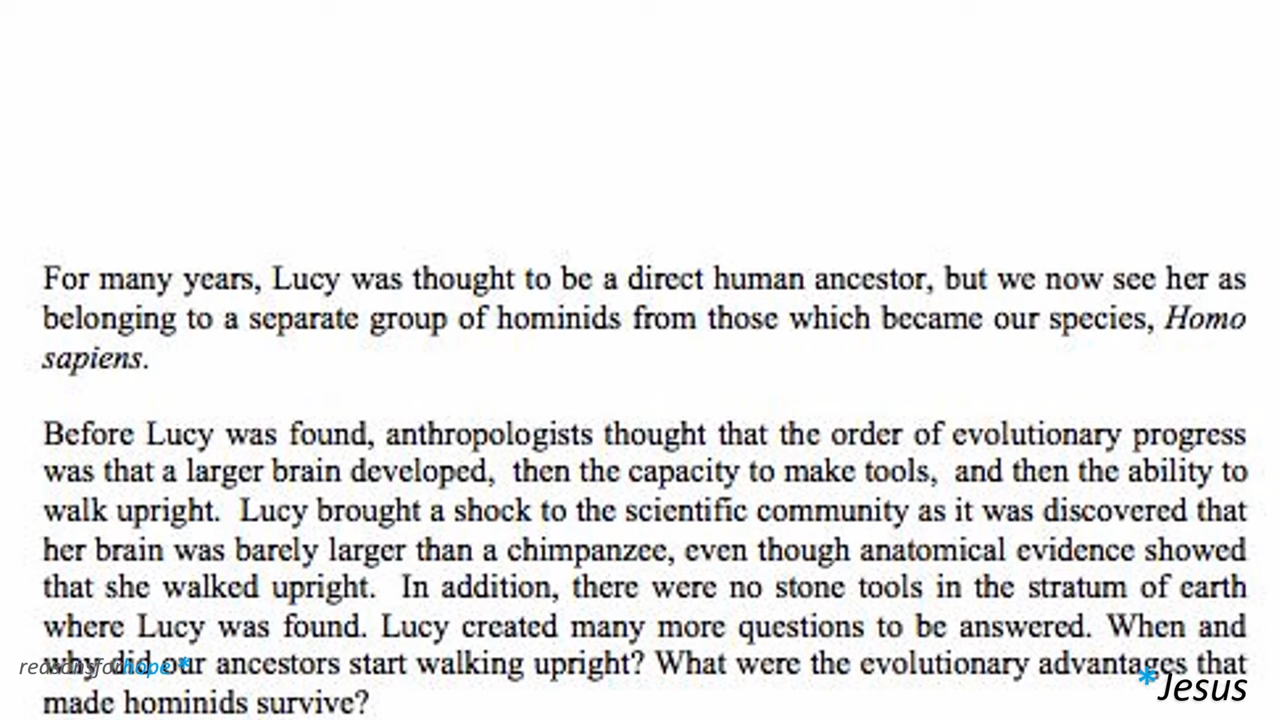 For many years, Lucy was thought to be a direct human ancestor, but we now see her as
belonging to a separate group of hominids from those which became our species, Homo
sapiens.
Before Lucy was found, anthropologists thought that the order of evolutionary progress
was that a larger brain developed, then the capacity to make tools, and then the ability to
walk upright. Lucy brought a shock to the scientific community as it was discovered that
her brain was barely larger than a chimpanzee, even though anatomical evidence showed
that she walked upright. In addition, there were no stone tools in the stratum of earth
where Lucy was found. Lucy created many more questions to be answered. When and
why did our ancestors start walking upright? What were the evolutionary advantages that
made hominids survive?
reasonsforhope *
*Jesus